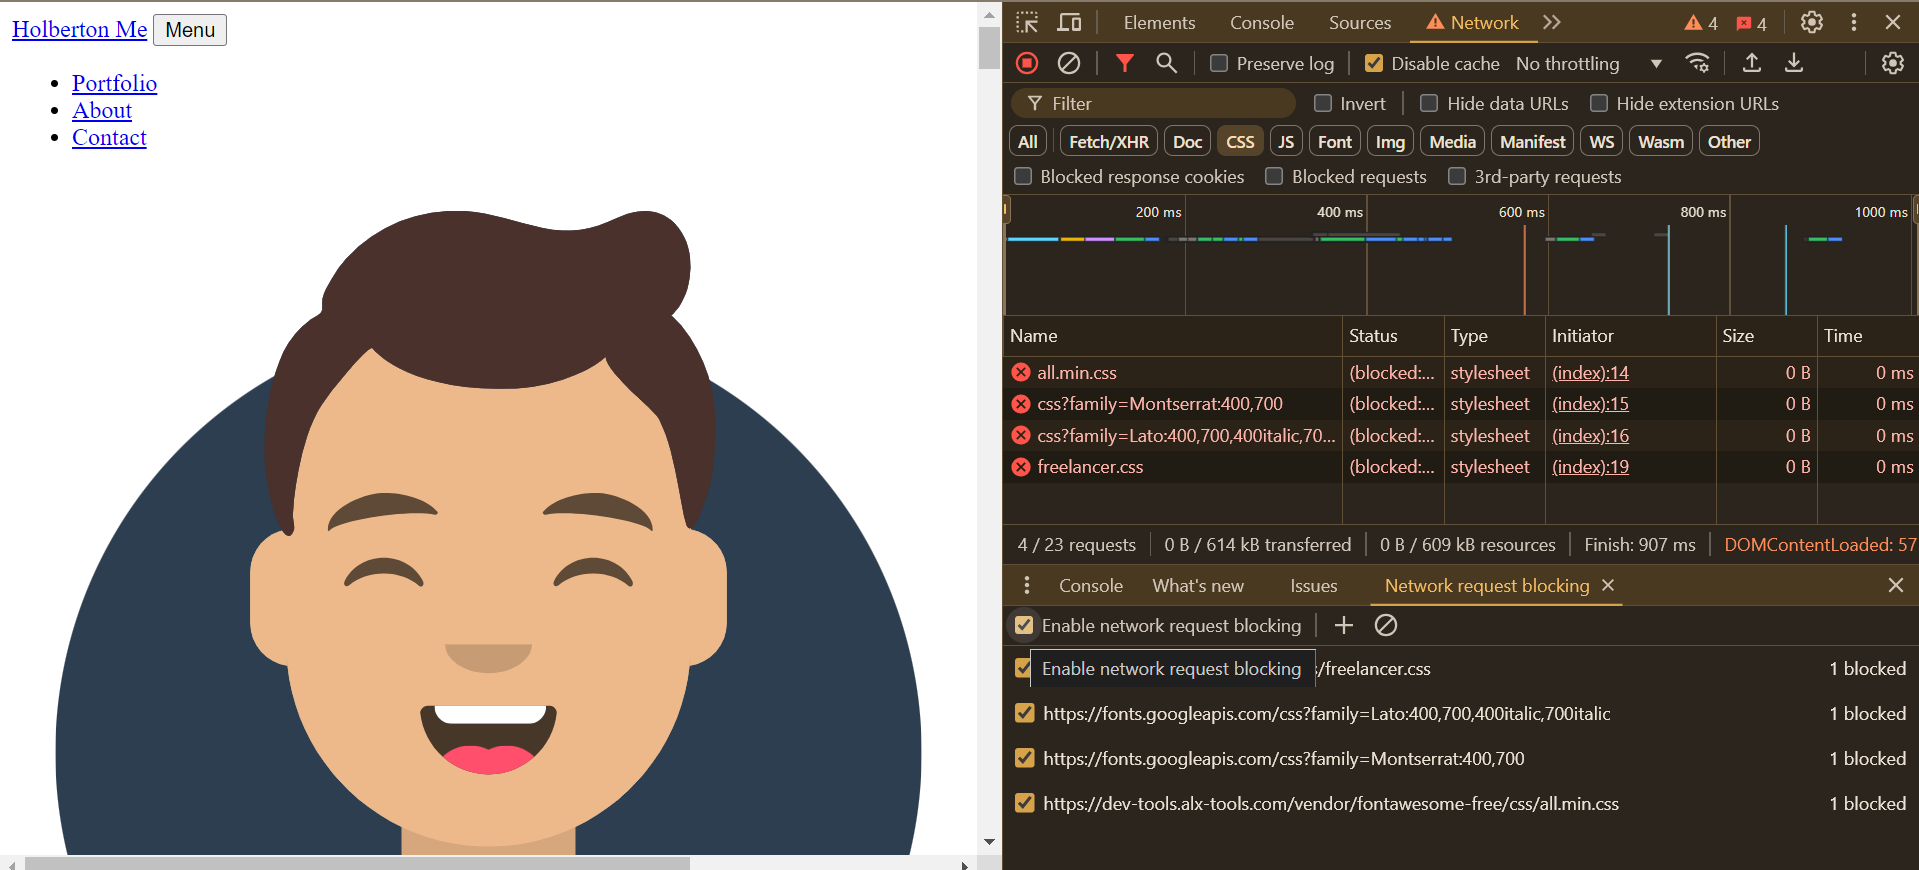 Holberton Me Menu
Portfolio
About
Contact
Elements Console Sources Network 4 4
Preserve log Disable cache No throttling
Filter Invert Hide data URLs Hide extension URLs
All Fetch/XHR Doc CSS JS Font Img Media Manifest WS Wasm Other
Blocked response cookies Blocked requests 3rd-party requests
200 ms 400 ms 600 ms 800 ms 1000 ms
Name Status Type Initiator Size Time
all.min.css (blocked:... stylesheet (index):14 0 B 0 ms
css?family=Montserrat:400,700 (blocked:... stylesheet (index):15 0 B 0 ms
css?family=Lato:400,700,400italic,70... (blocked:... stylesheet (index):16 0 B 0 ms
freelancer.css (blocked:... stylesheet (index):19 0 B 0 ms
4 / 23 requests 0 B / 614 kB transferred 0 B / 609 kB resources Finish: 907 ms DOMContentLoaded: 57
Console What's new Issues Network request blocking
Enable network request blocking
Enable network request blocking /freelancer.css 1 blocked
https://fonts.googleapis.com/css?family=Lato:400,700,400italic,700italic 1 blocked
https://fonts.googleapis.com/css?family=Montserrat:400,700 1 blocked
https://dev-tools.alx-tools.com/vendor/fontawesome-free/css/all.min.css 1 blocked